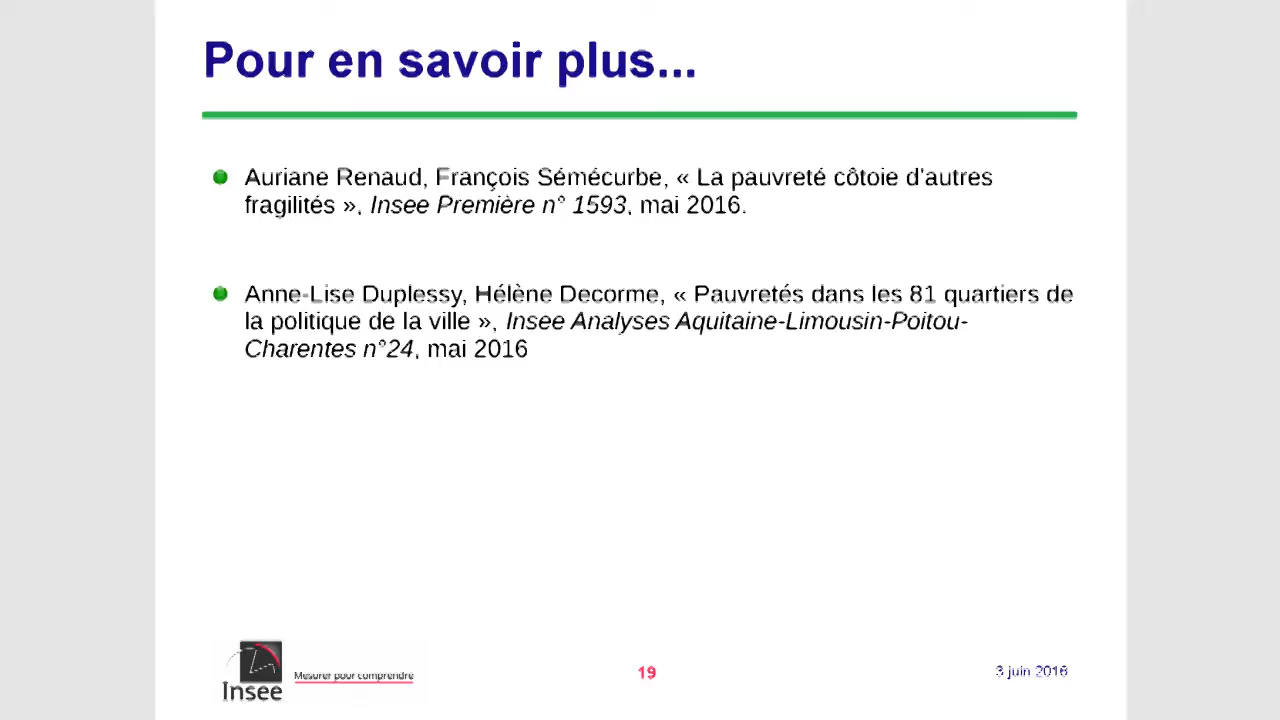 Pour en savoir plus...
Auriane Renaud, François Sémécurbe, « La pauvreté côtoie d'autres
fragilités », Insee Première n° 1593, mai 2016.
Anne-Lise Duplessy, Hélène Decorme, « Pauvretés dans les 81 quartiers de
la politique de la ville », Insee Analyses Aquitaine-Limousin-Poitou-
Charentes n°24, mai 2016
Insee
Mesurer pour comprendre
19
3 juin 2016